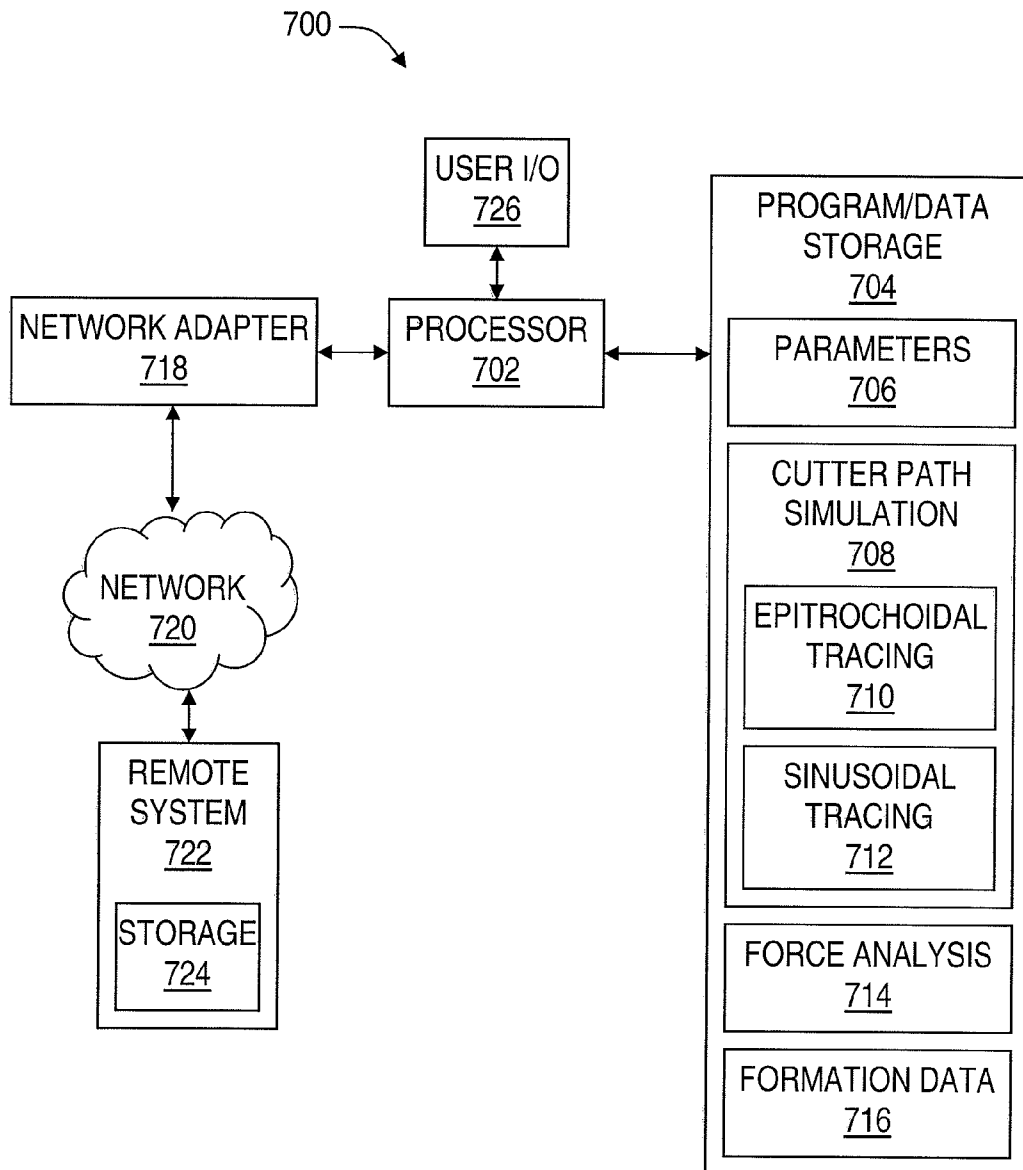 700
USER I/O
726
PROGRAM/DATA
STORAGE
704
NETWORK ADAPTER
718
PROCESSOR
702
PARAMETERS
706
CUTTER PATH
SIMULATION
708
EPITROCHOIDAL
TRACING
710
SINUSOIDAL
TRACING
712
NETWORK
720
REMOTE
SYSTEM
722
STORAGE
724
FORCE ANALYSIS
714
FORMATION DATA
716